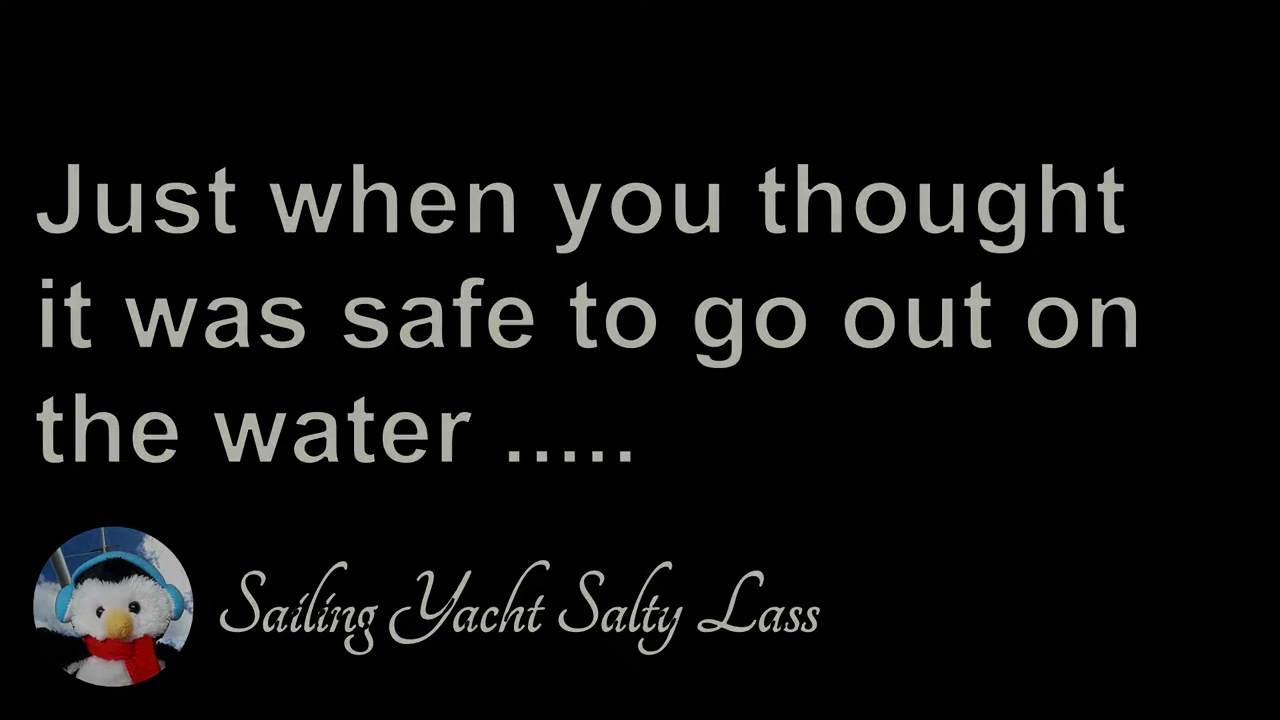 Just when you thought
it was safe to go out on
the water .....
Sailing Yacht Salty Lass